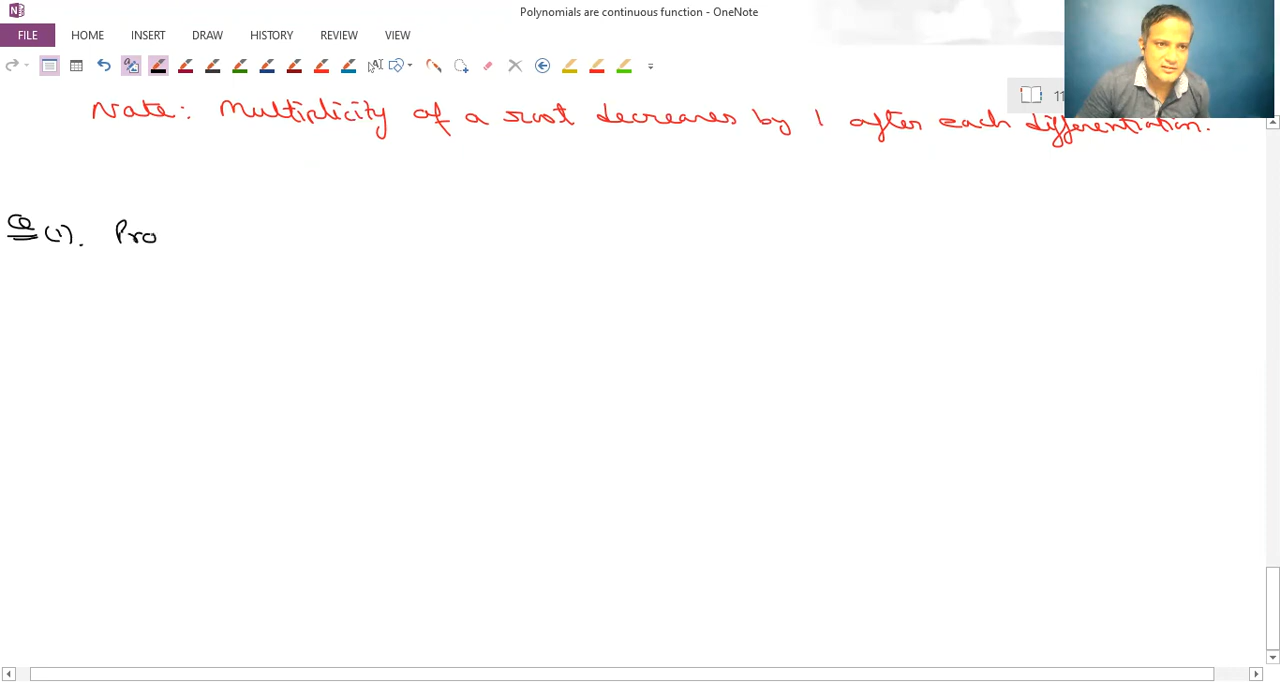 Polynomials are continuous function - OneNote
FILE HOME INSERT DRAW HISTORY REVIEW VIEW
11
Note: Multiplicity of a root decreases by 1 after each differentiation.
Q (1). Pro